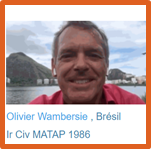 Olivier Wambersie , Brésil
Ir Civ MATAP 1986